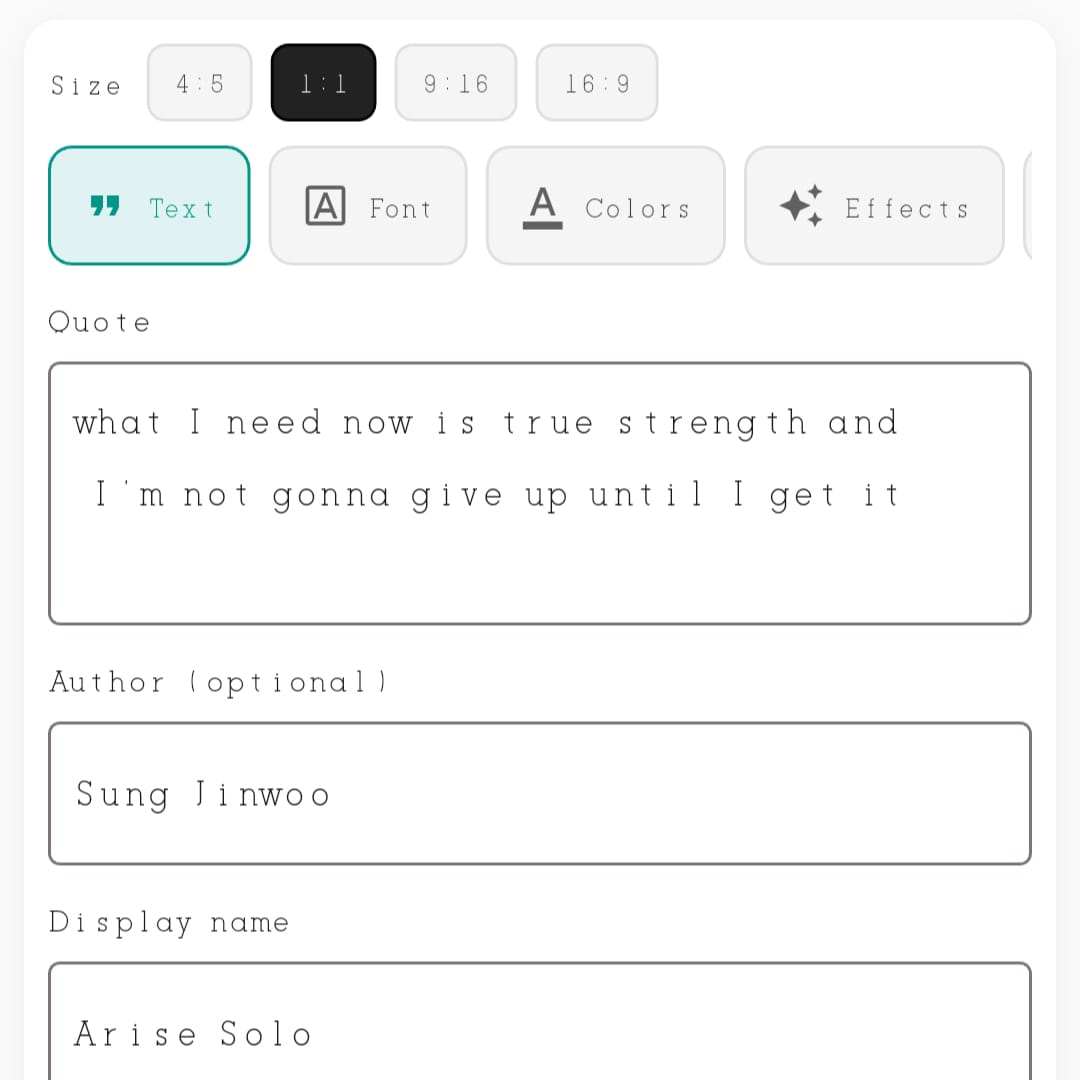 Size 4:5 1:1 9:16 16:9
Text Font Colors Effects
Quote
what I need now is true strength and
I'm not gonna give up until I get it
Author (optional)
Sung Jinwoo
Display name
Arise Solo